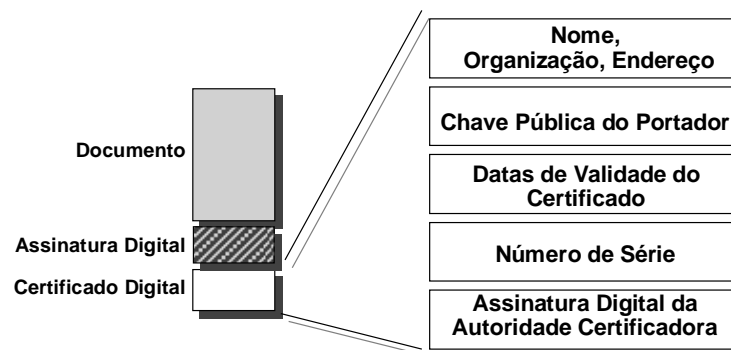 Documento
Assinatura Digital
Certificado Digital
Nome,
Organização, Endereço
Chave Pública do Portador
Datas de Validade do
Certificado
Número de Série
Assinatura Digital da
Autoridade Certificadora